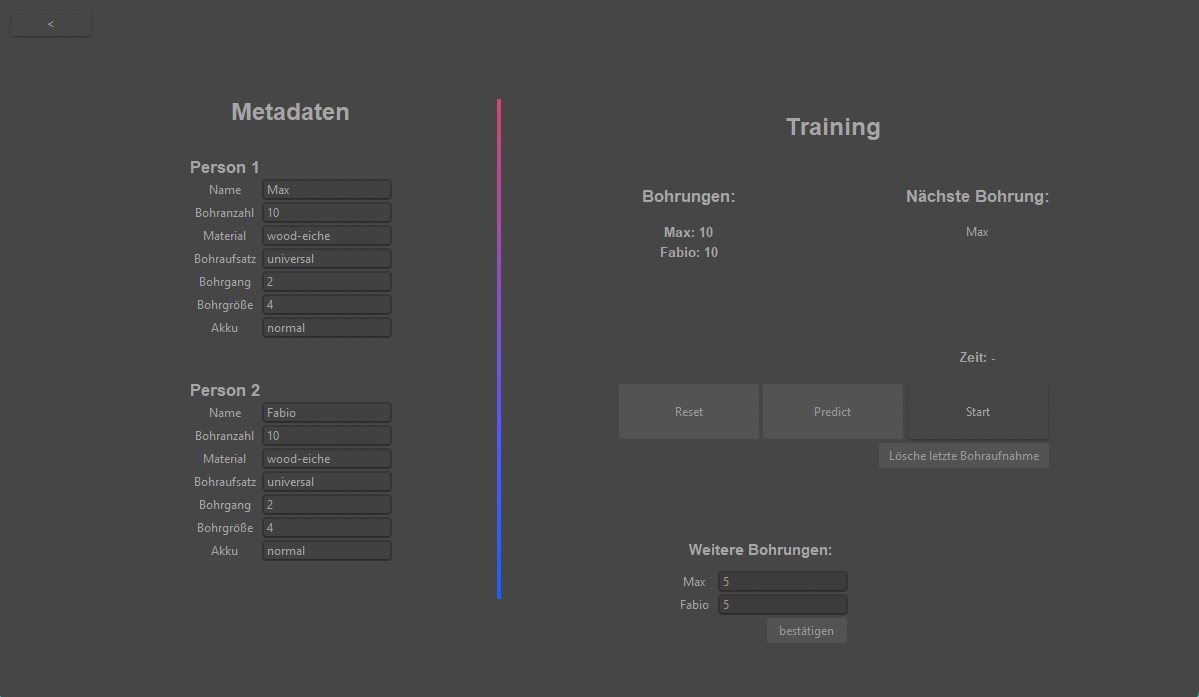 <
Metadaten
Person 1
Name Max
Bohranzahl 10
Material wood-eiche
Bohraufsatz universal
Bohrgang 2
Bohrgröße 4
Akku normal
Person 2
Name Fabio
Bohranzahl 10
Material wood-eiche
Bohraufsatz universal
Bohrgang 2
Bohrgröße 4
Akku normal
Training
Bohrungen:
Max: 10
Fabio: 10
Nächste Bohrung:
Max
Zeit: -
Reset Predict Start
Lösche letzte Bohraufnahme
Weitere Bohrungen:
Max 5
Fabio 5
bestätigen